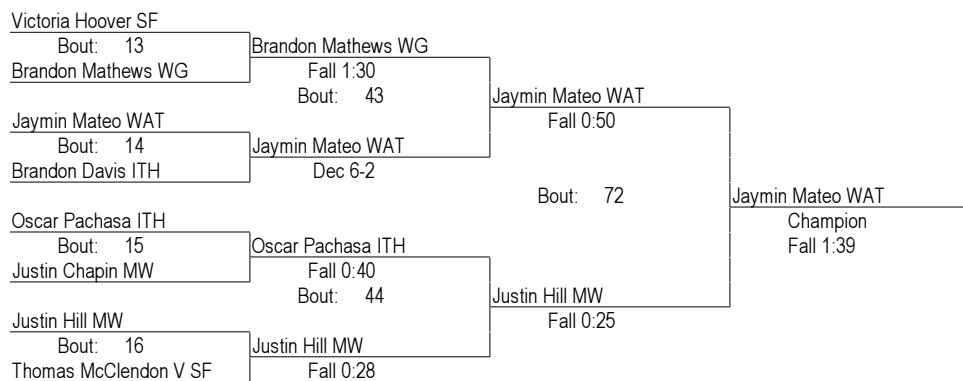 Victoria Hoover SF
Bout: 13
Brandon Mathews WG
Brandon Mathews WG
Fall 1:30
Bout: 43
Jaymin Mateo WAT
Fall 0:50
Jaymin Mateo WAT
Bout: 14
Jaymin Mateo WAT
Brandon Davis ITH
Dec 6-2
Bout: 72
Jaymin Mateo WAT
Champion
Fall 1:39
Oscar Pachasa ITH
Bout: 15
Oscar Pachasa ITH
Justin Chapin MW
Fall 0:40
Bout: 44
Justin Hill MW
Fall 0:25
Justin Hill MW
Bout: 16
Justin Hill MW
Thomas McClendon V SF
Fall 0:28